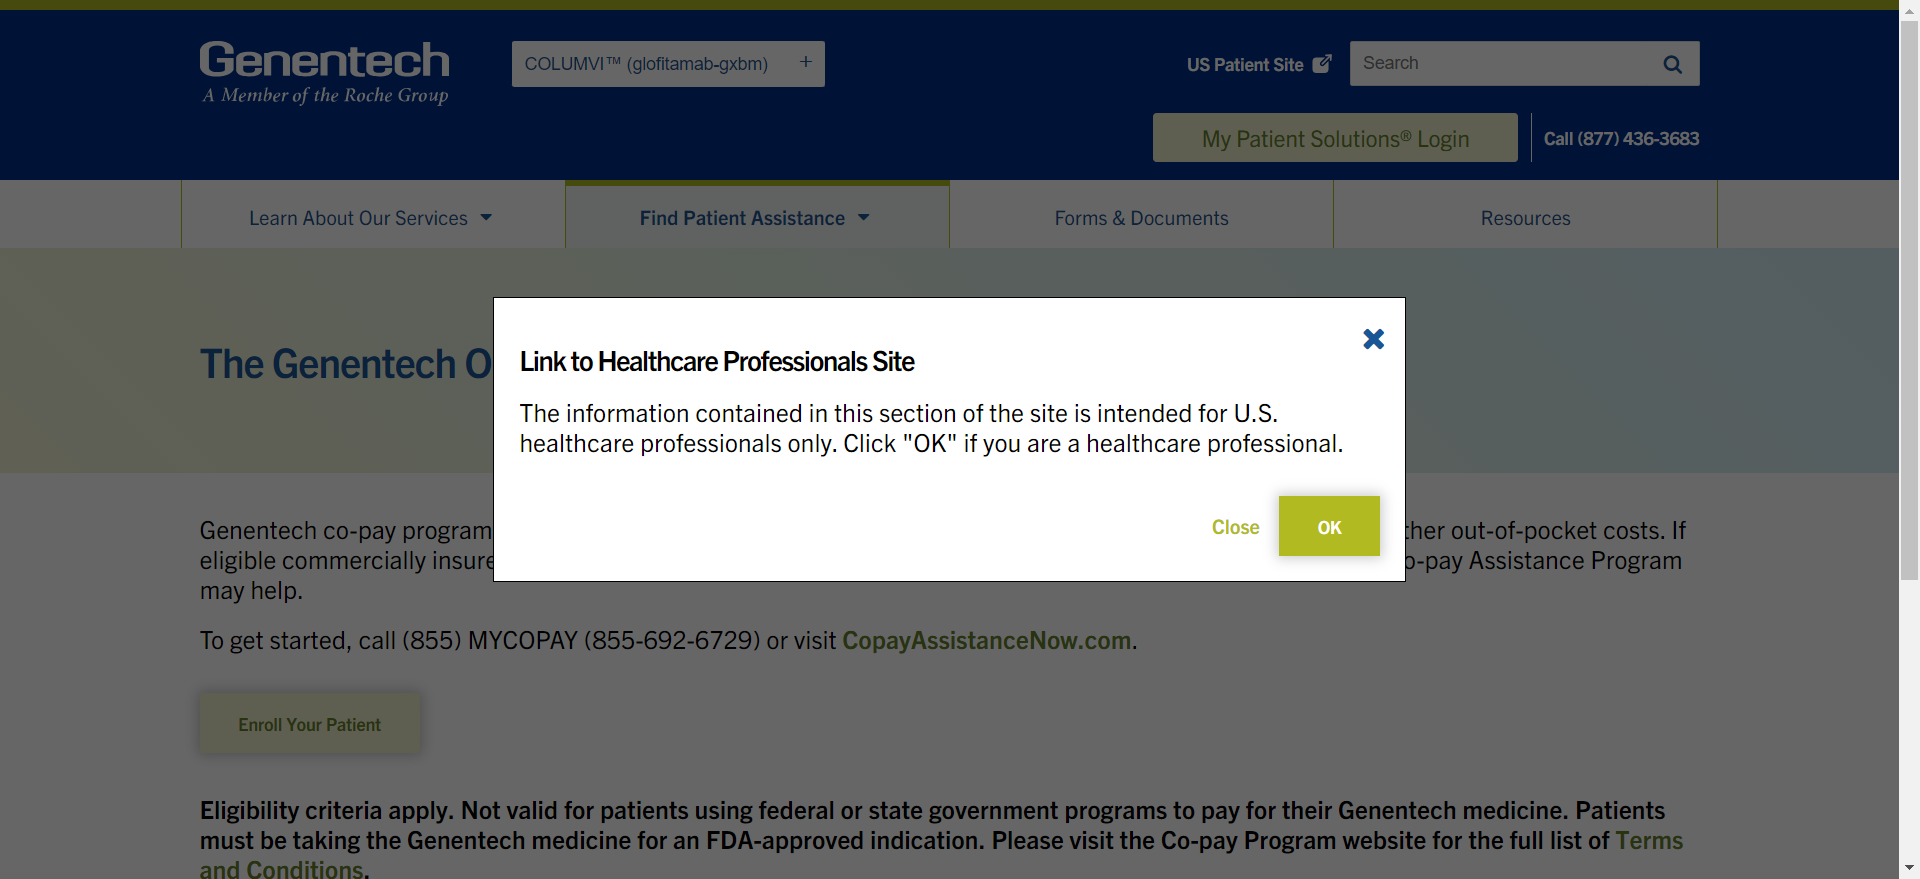 Genentech
A Member of the Roche Group
COLUMVI™ (glofitamab-gxbm) +
US Patient Site
Search
My Patient Solutions® Login
Call (877) 436-3683
Learn About Our Services
Find Patient Assistance
Forms & Documents
Resources
The Genentech O
Link to Healthcare Professionals Site
The information contained in this section of the site is intended for U.S.
healthcare professionals only. Click "OK" if you are a healthcare professional.
Close
OK
Genentech co-pay program ther out-of-pocket costs. If
eligible commercially insure o-pay Assistance Program
may help.
To get started, call (855) MYCOPAY (855-692-6729) or visit CopayAssistanceNow.com.
Enroll Your Patient
Eligibility criteria apply. Not valid for patients using federal or state government programs to pay for their Genentech medicine. Patients
must be taking the Genentech medicine for an FDA-approved indication. Please visit the Co-pay Program website for the full list of Terms
and Conditions.